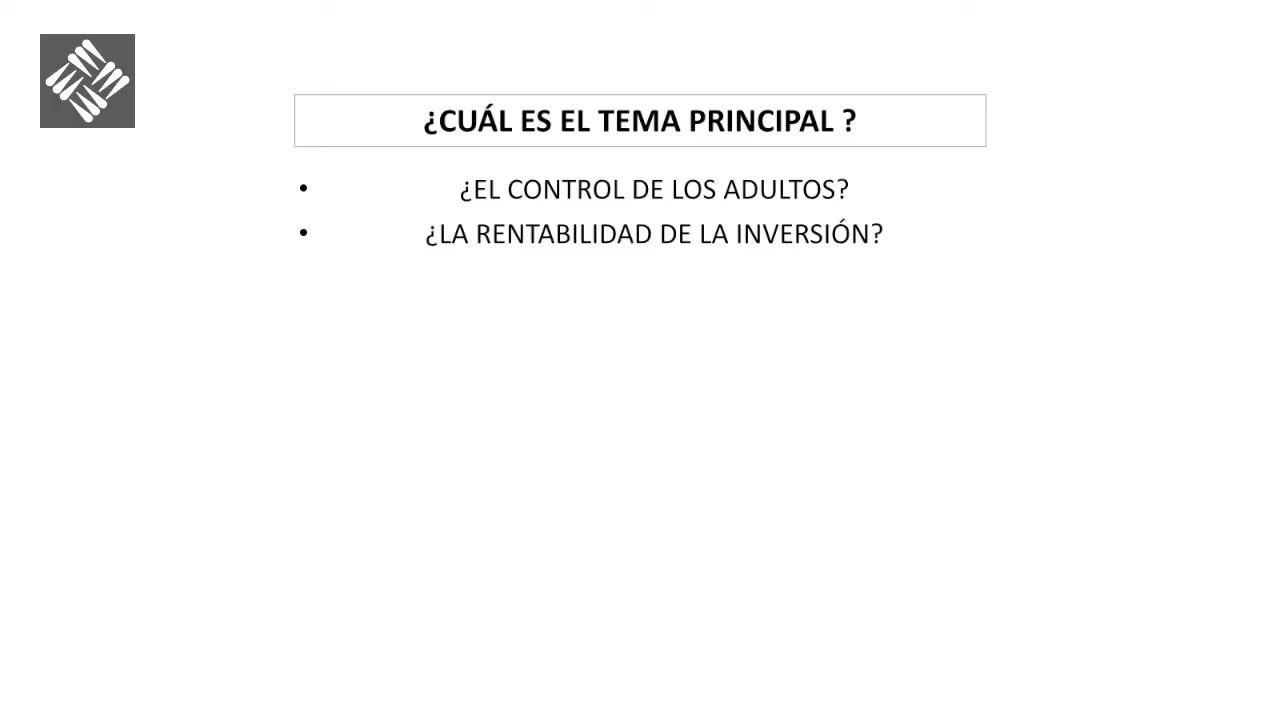 ¿CUÁL ES EL TEMA PRINCIPAL ?
• ¿EL CONTROL DE LOS ADULTOS?
• ¿LA RENTABILIDAD DE LA INVERSIÓN?